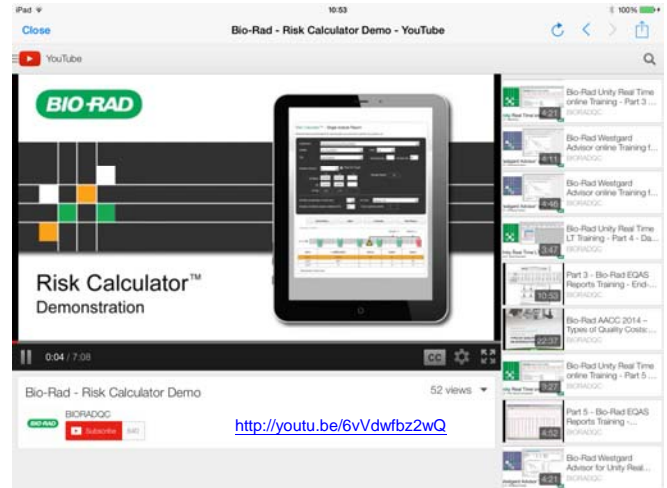 iPad
10:53
100%
Close
Bio-Rad - Risk Calculator Demo - YouTube
YouTube
BIO-RAD
Risk Calculator™
Demonstration
0:04 / 7:08
CC
Bio-Rad - Risk Calculator Demo
52 views
BIO-RAD
BIORADQC
Subscribe
http://youtu.be/6vVdwfbz2wQ
Bio-Rad Unity Real Time
online Training - Part 3 ...
BIORADQC
4:21
Bio-Rad Westgard
Advisor online Training f...
BIORADQC
4:11
Bio-Rad Westgard
Advisor online Training f...
BIORADQC
4:46
Bio-Rad Unity Real Time
LT Training - Part 4 - Da...
BIORADQC
3:47
Part 3 - Bio-Rad EQAS
Reports Training - End-...
BIORADQC
10:53
Bio-Rad AACC 2014 –
Types of Quality Costs:...
BIORADQC
22:37
Bio-Rad Unity Real Time
online Training - Part 5 ...
BIORADQC
9:27
Part 5 - Bio-Rad EQAS
Reports Training -...
BIORADQC
4:52
Bio-Rad Westgard
Advisor for Unity Real...
BIORADQC
4:21